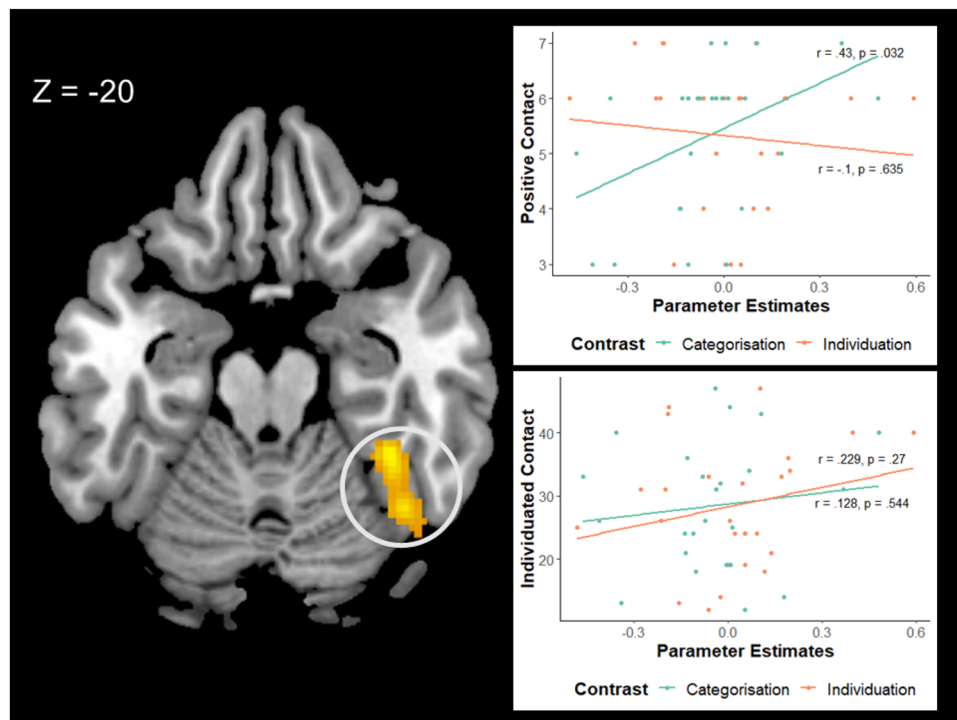 Z = -20
7
6
5
4
3
Positive Contact
r = .43, p = .032
r = -.1, p = .635
-0.3
0.0
0.3
0.6
Parameter Estimates
Contrast Categorisation Individuation
40
30
20
Individuated Contact
r = .229, p = .27
r = .128, p = .544
-0.3
0.0
0.3
0.6
Parameter Estimates
Contrast Categorisation Individuation